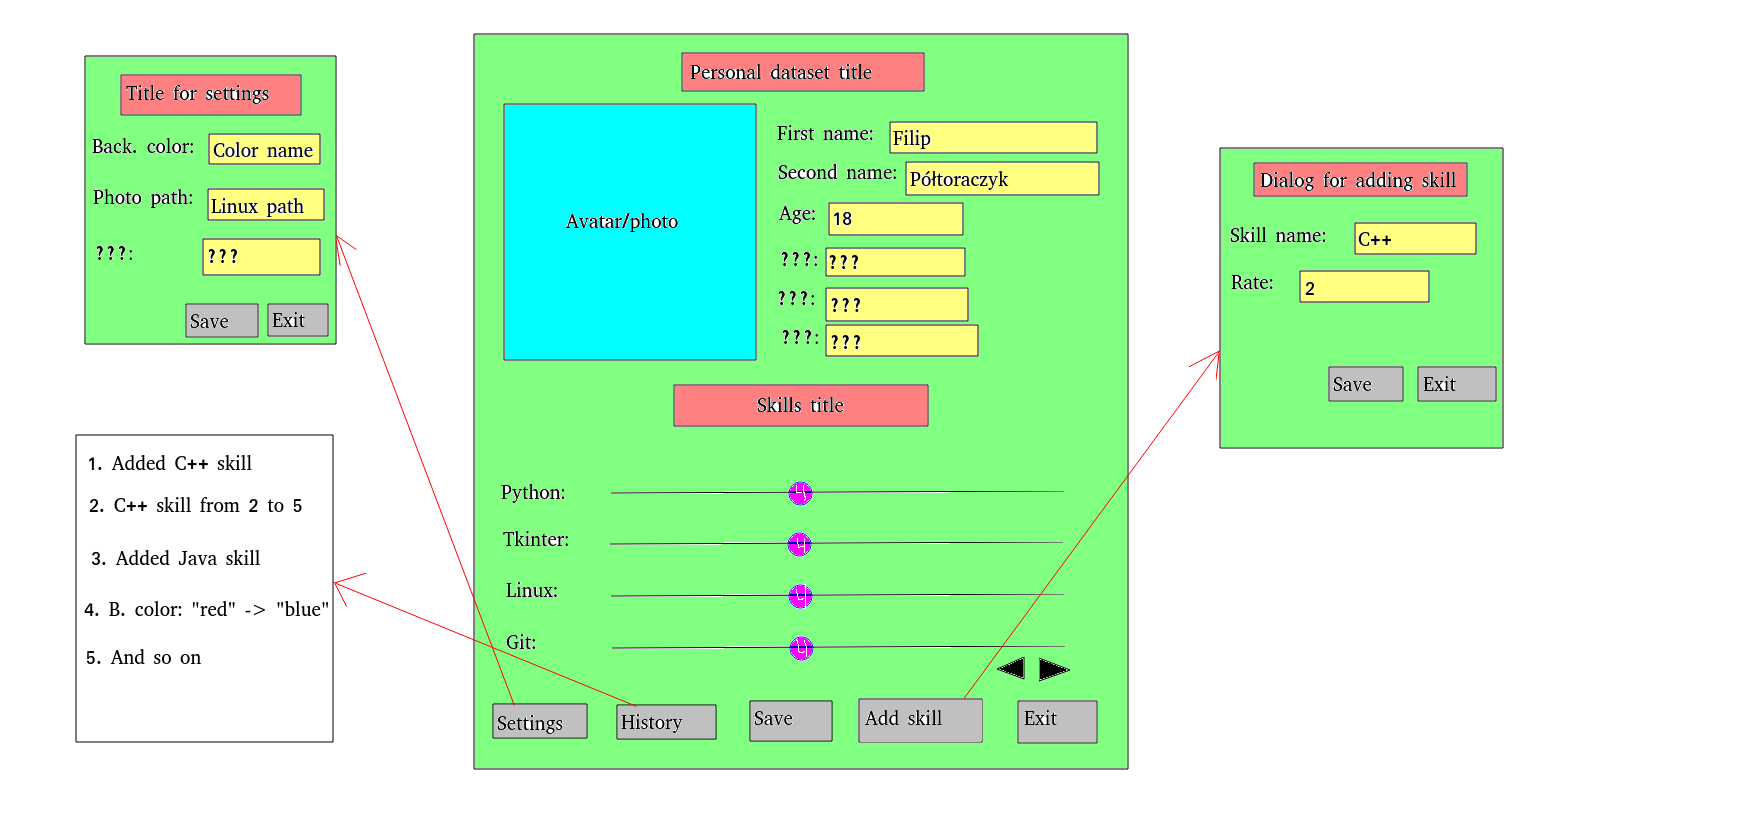 Title for settings
Back. color: Color name
Photo path: Linux path
???: ???
Save Exit
1. Added C++ skill
2. C++ skill from 2 to 5
3. Added Java skill
4. B. color: "red" -> "blue"
5. And so on
Personal dataset title
Avatar/photo
First name: Filip
Second name: Półtoraczyk
Age: 18
???: ???
???: ???
???: ???
Skills title
Python:
Tkinter:
Linux:
Git:
Settings History Save Add skill Exit
Dialog for adding skill
Skill name: C++
Rate: 2
Save Exit